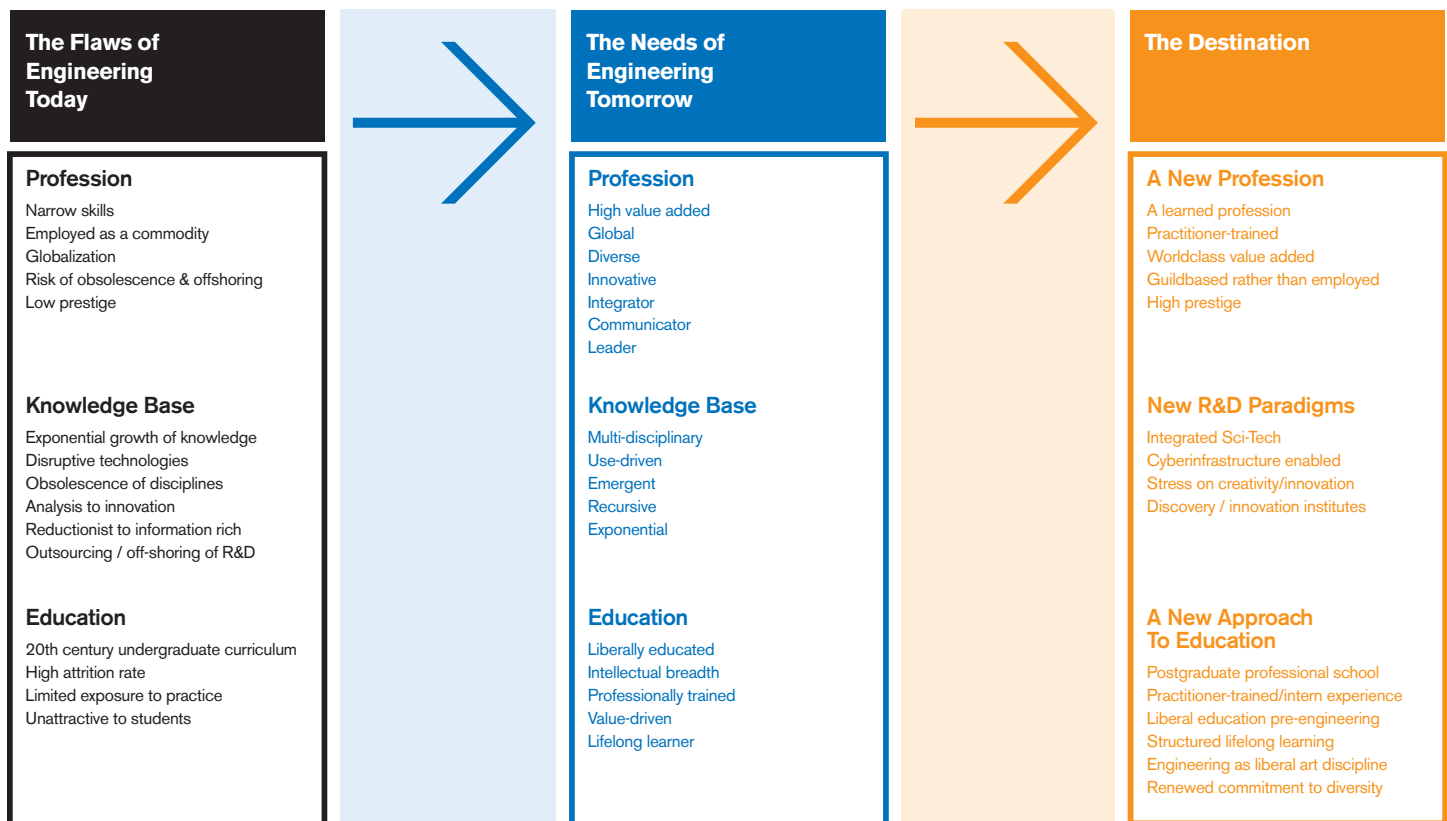 The Flaws of
Engineering
Today
Profession
Narrow skills
Employed as a commodity
Globalization
Risk of obsolescence & offshoring
Low prestige
Knowledge Base
Exponential growth of knowledge
Disruptive technologies
Obsolescence of disciplines
Analysis to innovation
Reductionist to information rich
Outsourcing / off-shoring of R&D
Education
20th century undergraduate curriculum
High attrition rate
Limited exposure to practice
Unattractive to students
The Needs of
Engineering
Tomorrow
Profession
High value added
Global
Diverse
Innovative
Integrator
Communicator
Leader
Knowledge Base
Multi-disciplinary
Use-driven
Emergent
Recursive
Exponential
Education
Liberally educated
Intellectual breadth
Professionally trained
Value-driven
Lifelong learner
The Destination
A New Profession
A learned profession
Practitioner-trained
Worldclass value added
Guildbased rather than employed
High prestige
New R&D Paradigms
Integrated Sci-Tech
Cyberinfrastructure enabled
Stress on creativity/innovation
Discovery / innovation institutes
A New Approach
To Education
Postgraduate professional school
Practitioner-trained/intern experience
Liberal education pre-engineering
Structured lifelong learning
Engineering as liberal art discipline
Renewed commitment to diversity